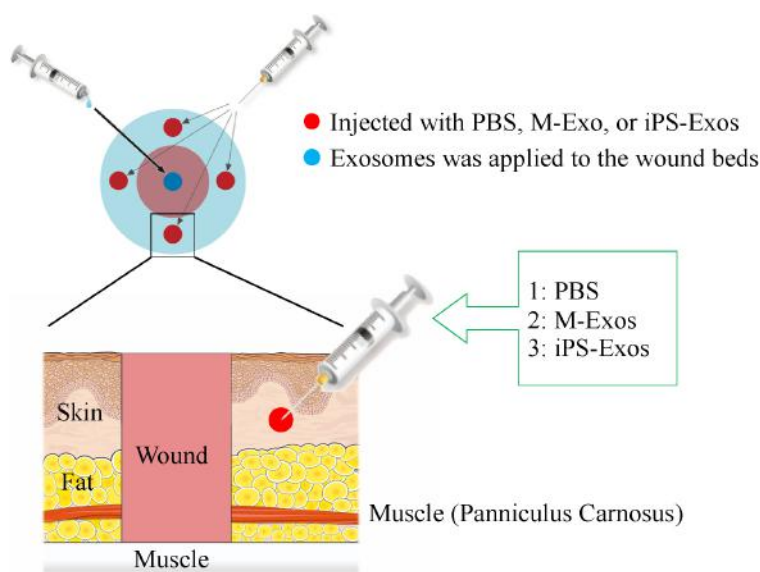 Injected with PBS, M-Exo, or iPS-Exos
Exosomes was applied to the wound beds
1: PBS
2: M-Exos
3: iPS-Exos
Skin
Wound
Fat
Muscle (Panniculus Carnosus)
Muscle